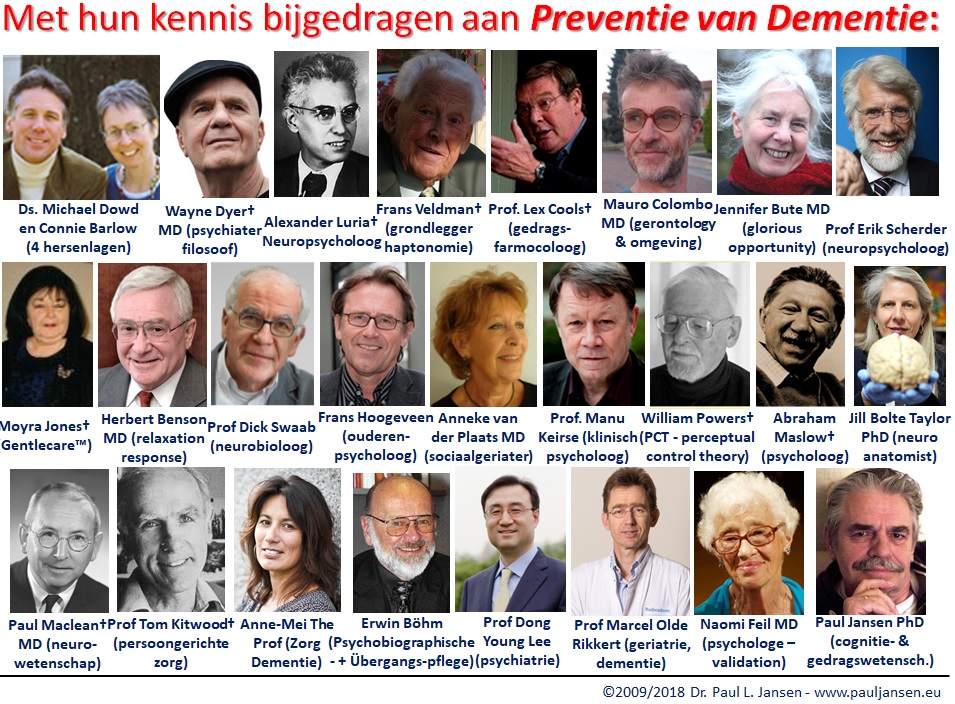 Met hun kennis bijgedragen aan Preventie van Dementie:
Ds. Michael Dowd
en Connie Barlow
(4 hersenlagen)
Wayne Dyer†
MD (psychiater
filosoof)
Alexander Luria†
Neuropsycholoog
Frans Veldman†
(grondlegger
haptonomie)
Prof. Lex Cools†
(gedrags-
farmocoloog)
Mauro Colombo
MD (gerontology
& omgeving)
Jennifer Bute MD
(glorious
opportunity)
Prof Erik Scherder
(neuropsycholoog)
Moyra Jones†
Gentlecare™)
Herbert Benson
MD (relaxation
response)
Prof Dick Swaab
(neurobioloog)
Frans Hoogeveen
(ouderen-
psycholoog)
Anneke van
der Plaats MD
(sociaalgeriater)
Prof. Manu
Keirse (klinisch
psycholoog)
William Powers†
(PCT - perceptual
control theory)
Abraham
Maslow†
(psycholoog)
Jill Bolte Taylor
PhD (neuro
anatomist)
Paul Maclean†
MD (neuro-
wetenschap)
Prof Tom Kitwood†
(persoongerichte
zorg)
Anne-Mei The
Prof (Zorg
Dementie)
Erwin Böhm
(Psychobiographische
- + Übergangs-pflege)
Prof Dong
Young Lee
(psychiatrie)
Prof Marcel Olde
Rikkert (geriatrie,
dementie)
Naomi Feil MD
(psychologe –
validation)
Paul Jansen PhD
(cognitie- &
gedragswetensch.)
©2009/2018 Dr. Paul L. Jansen - www.pauljansen.eu